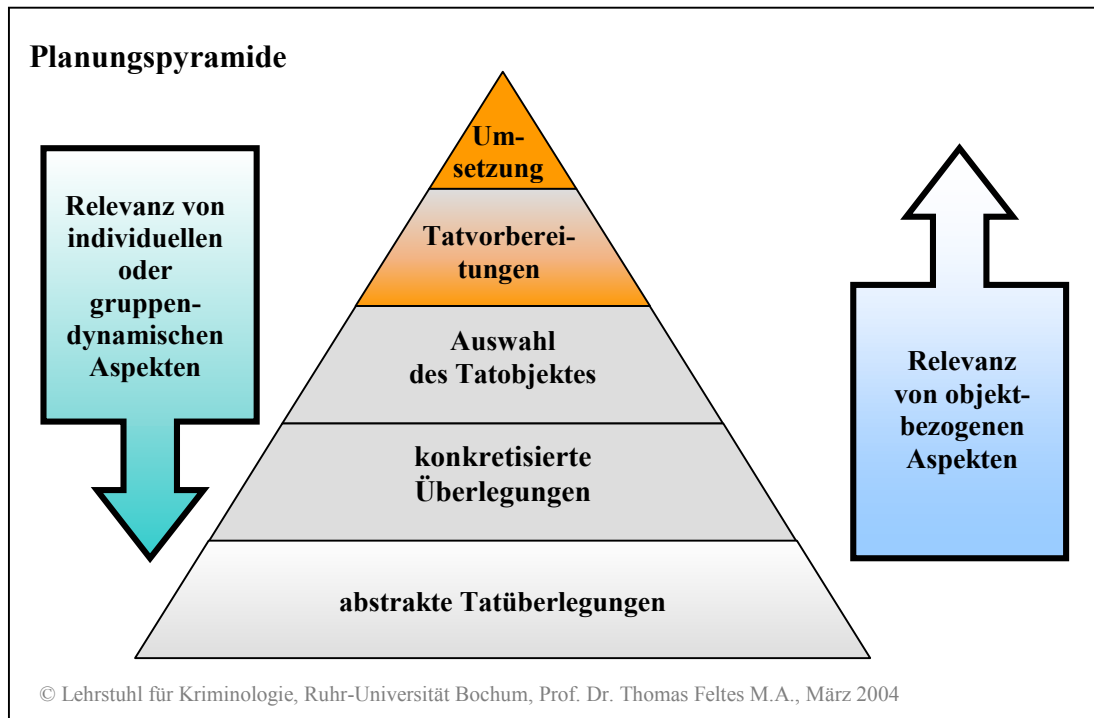 Planungspyramide
Um-
setzung
Relevanz von
individuellen
oder
gruppen-
dynamischen
Aspekten
Tatvorberei-
tungen
Auswahl
des Tatobjektes
Relevanz
von objekt-
bezogenen
Aspekten
konkretisierte
Überlegungen
abstrakte Tatüberlegungen
© Lehrstuhl für Kriminologie, Ruhr-Universität Bochum, Prof. Dr. Thomas Feltes M.A., März 2004